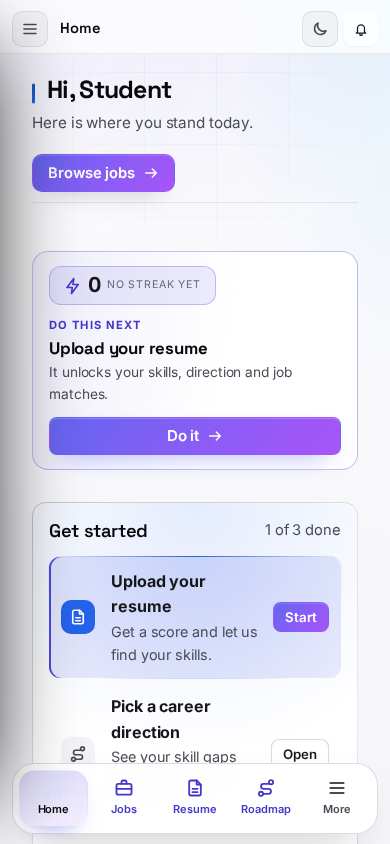 Home
Hi, Student
Here is where you stand today.
Browse jobs
0 NO STREAK YET
DO THIS NEXT
Upload your resume
It unlocks your skills, direction and job
matches.
Do it
Get started
1 of 3 done
Upload your
resume
Get a score and let us
find your skills.
Start
Pick a career
direction
See your skill gaps
Open
Home
Jobs
Resume
Roadmap
More